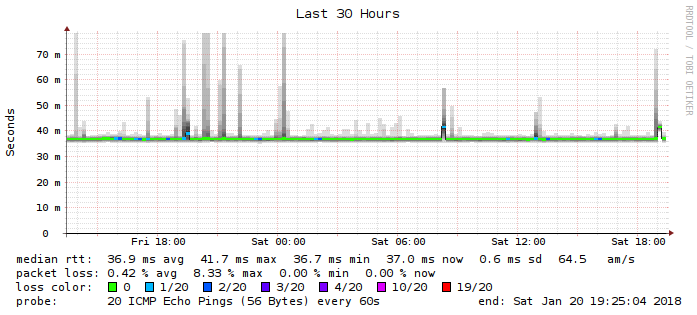 Last 30 Hours
RRDTOOL / TOBI OETIKER
Seconds
70 m
60 m
50 m
40 m
30 m
20 m
10 m
0
Fri 18:00 Sat 00:00 Sat 06:00 Sat 12:00 Sat 18:00
median rtt: 36.9 ms avg 41.7 ms max 36.7 ms min 37.0 ms now 0.6 ms sd 64.5 am/s
packet loss: 0.42 % avg 8.33 % max 0.00 % min 0.00 % now
loss color: 0 1/20 2/20 3/20 4/20 10/20 19/20
probe: 20 ICMP Echo Pings (56 Bytes) every 60s end: Sat Jan 20 19:25:04 2018